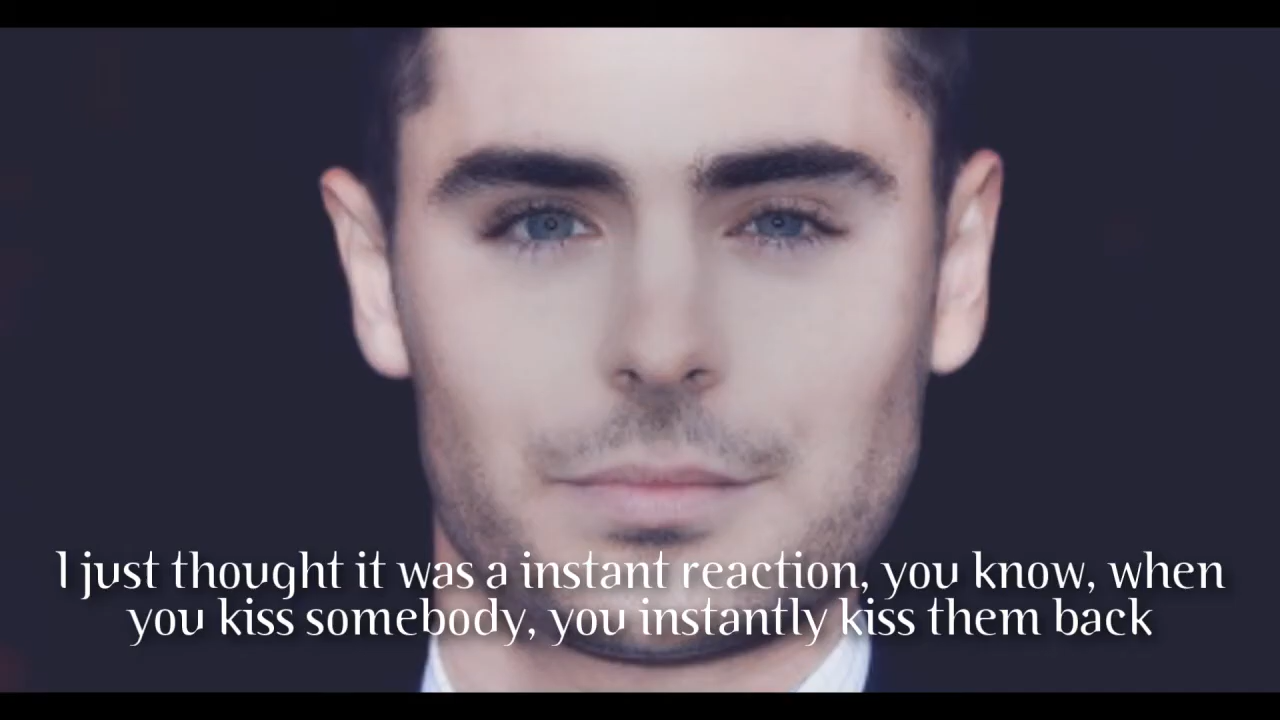 I just thought it was a instant reaction, you know, when
you kiss somebody, you instantly kiss them back